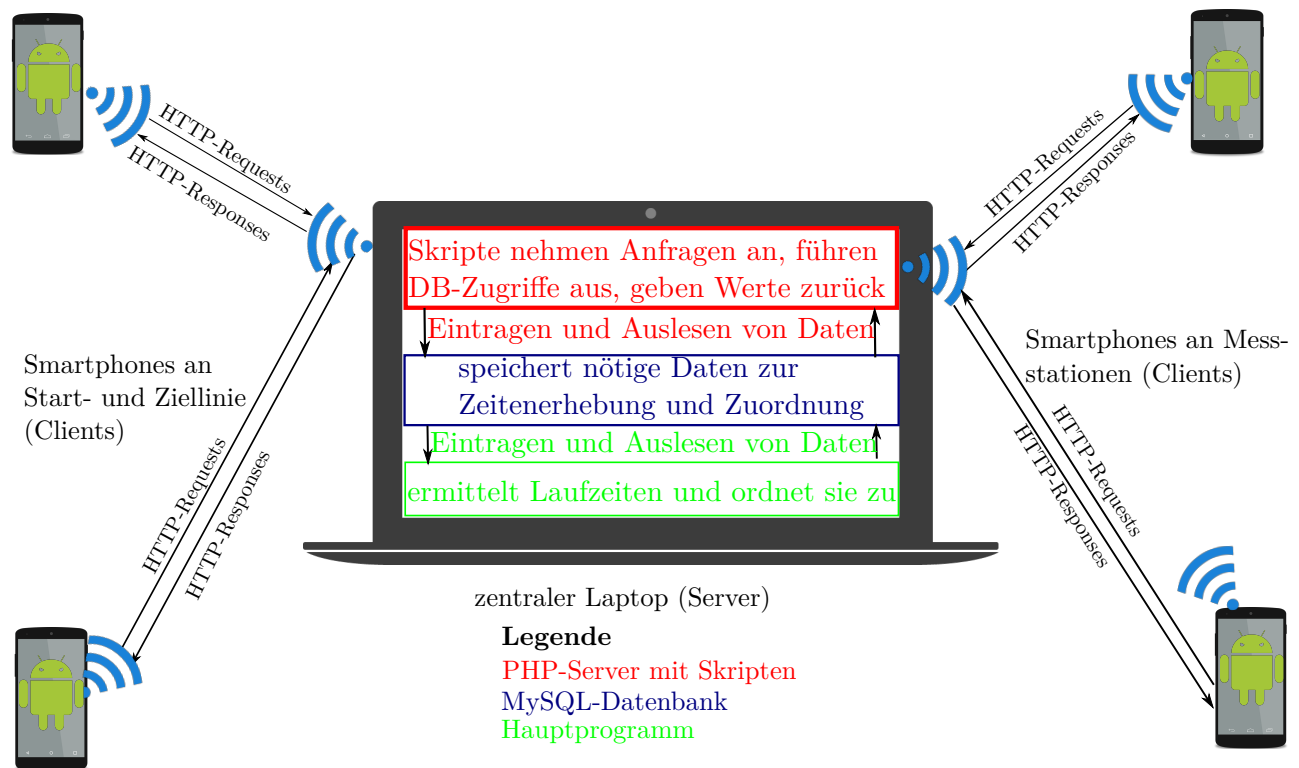 HTTP-Requests
HTTP-Responses
HTTP-Requests
HTTP-Responses
Skripte nehmen Anfragen an, führen
DB-Zugriffe aus, geben Werte zurück
Eintragen und Auslesen von Daten
speichert nötige Daten zur
Zeitenerhebung und Zuordnung
Eintragen und Auslesen von Daten
ermittelt Laufzeiten und ordnet sie zu
Smartphones an
Start- und Ziellinie
(Clients)
Smartphones an Mess-
stationen (Clients)
HTTP-Requests
HTTP-Responses
HTTP-Requests
HTTP-Responses
zentraler Laptop (Server)
Legende
PHP-Server mit Skripten
MySQL-Datenbank
Hauptprogramm